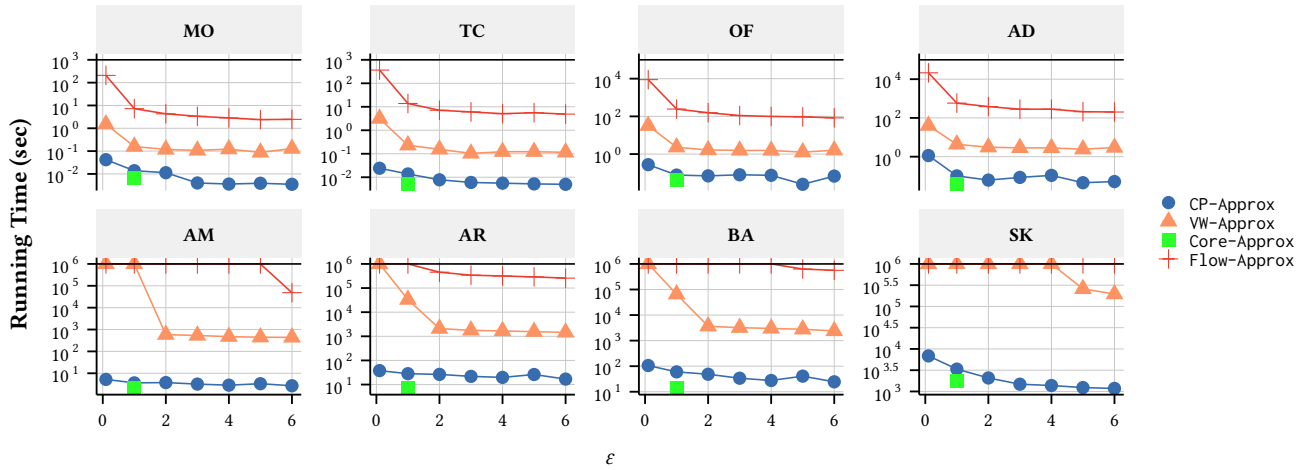 MO TC OF AD
10^3 10^3
10^2 10^2 10^4 10^4
10^1 10^1
10^0 10^0 10^2 10^2
10^-1 10^-1
10^-2 10^-2 10^0 10^0
Running Time (sec)
CP-Approx
VW-Approx
Core-Approx
Flow-Approx
AM AR BA SK
10^6 10^6 10^6 10^6
10^5 10^5 10^5 10^5.5
10^4 10^4 10^4 10^5
10^3 10^3 10^3 10^4.5
10^2 10^2 10^2 10^4
10^1 10^1 10^1 10^3.5
10^3
0 2 4 6 0 2 4 6 0 2 4 6 0 2 4 6
ε